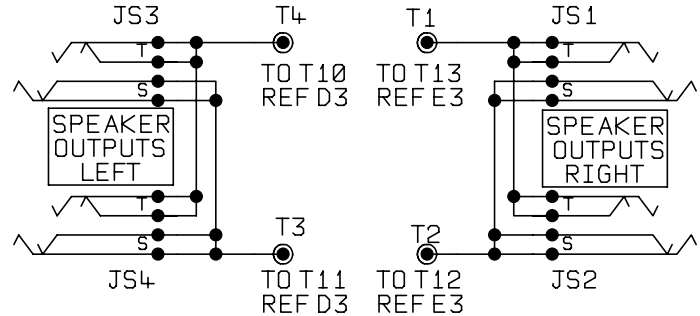 JS3 T4 T1 JS1
T T
TO T10 TO T13
S REF D3 REF E3 S
SPEAKER OUTPUTS LEFT
SPEAKER OUTPUTS RIGHT
T T
T3 T2
S S
JS4 TO T11 TO T12 JS2
REF D3 REF E3